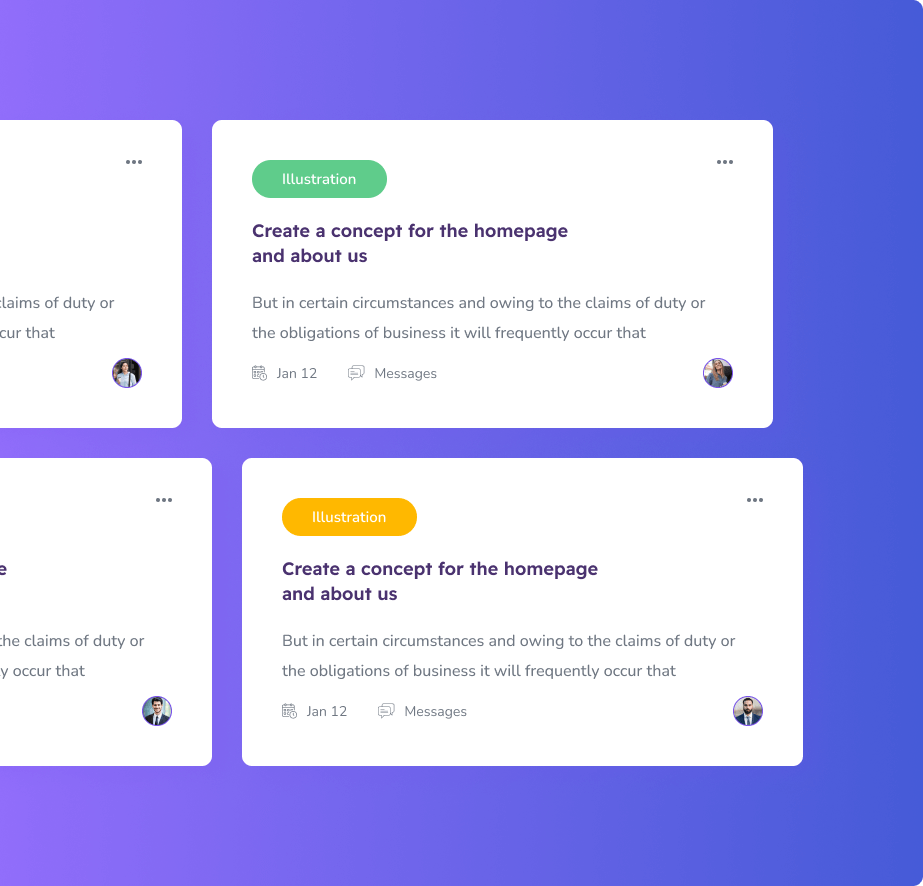 Illustration
Create a concept for the homepage
and about us
claims of duty or
But in certain circumstances and owing to the claims of duty or
cur that
the obligations of business it will frequently occur that
Jan 12
Messages
Illustration
e
Create a concept for the homepage
and about us
the claims of duty or
But in certain circumstances and owing to the claims of duty or
y occur that
the obligations of business it will frequently occur that
Jan 12
Messages